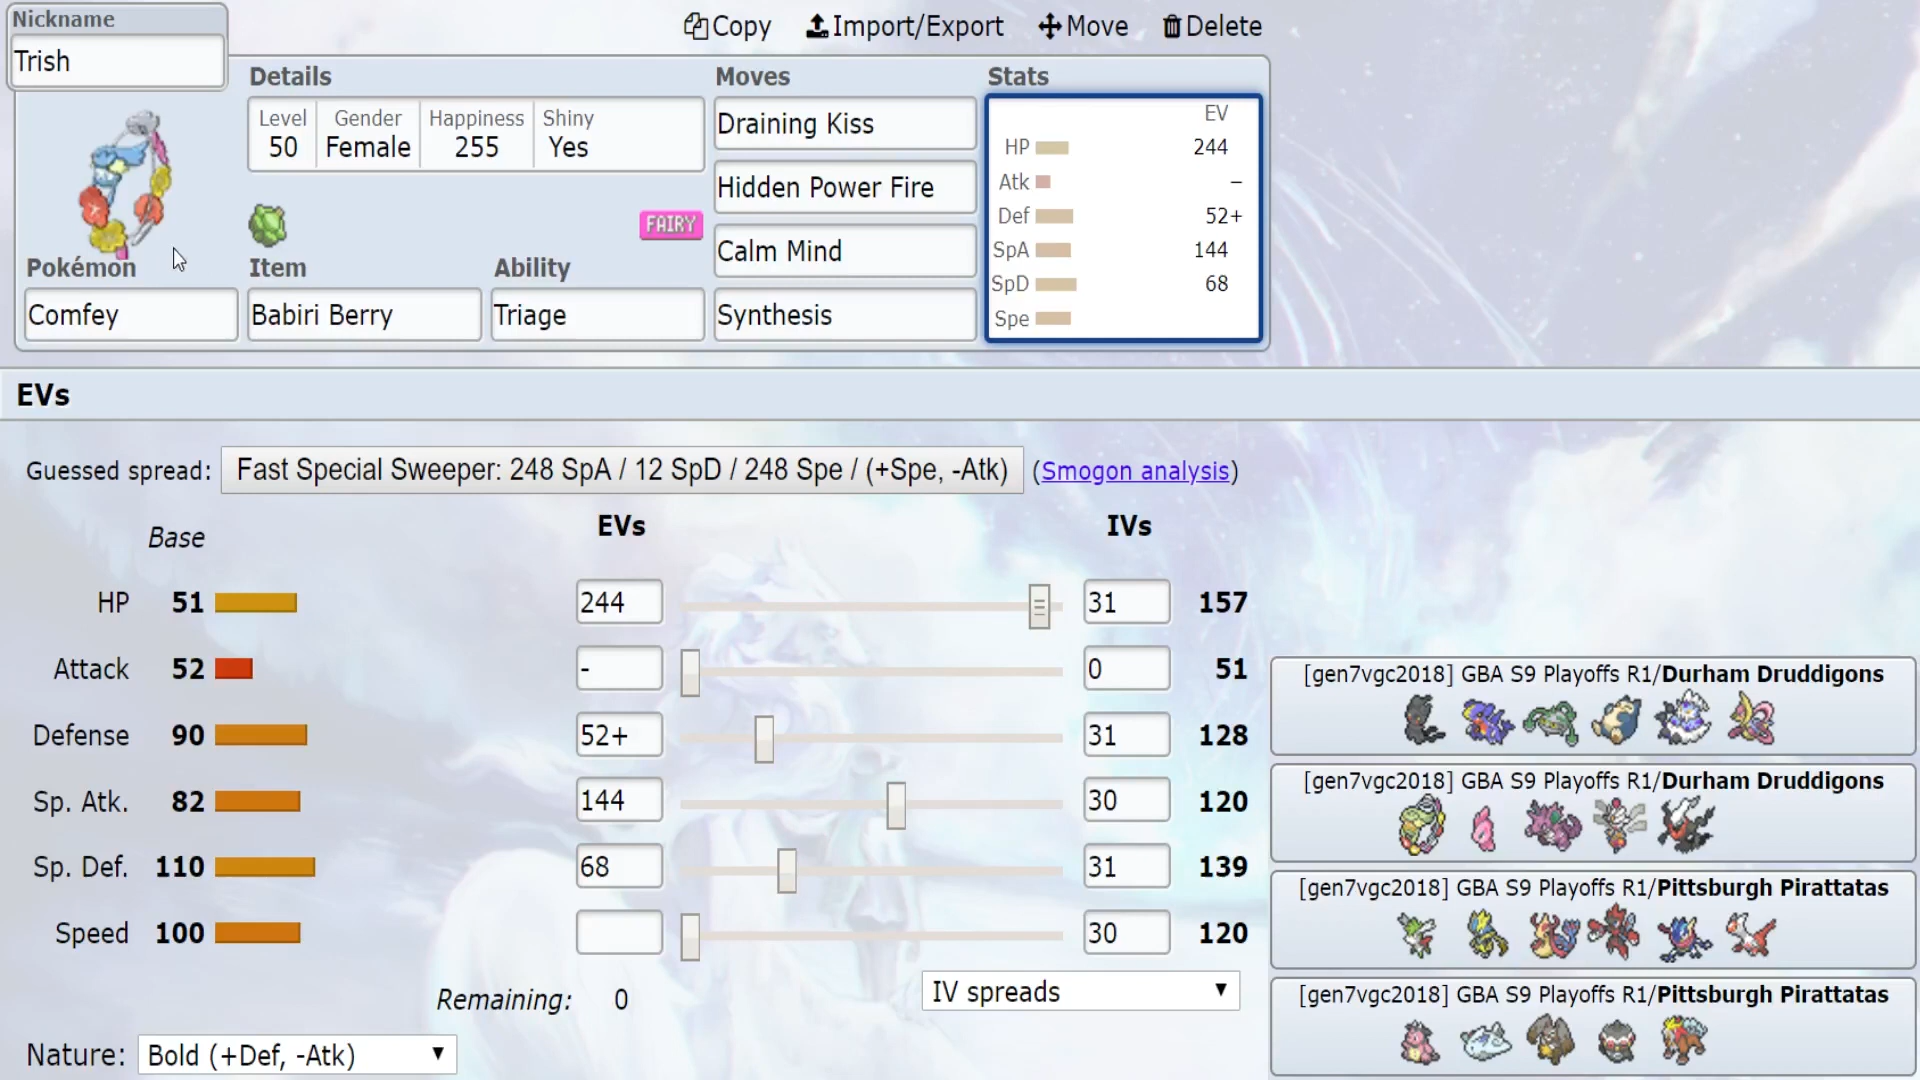 Nickname
Trish
Copy Import/Export Move Delete
Details
Level Gender Happiness Shiny
50 Female 255 Yes
FAIRY
Pokémon Item Ability
Comfey Babiri Berry Triage
Moves
Draining Kiss
Hidden Power Fire
Calm Mind
Synthesis
Stats
EV
HP 244
Atk –
Def 52+
SpA 144
SpD 68
Spe
EVs
Guessed spread: Fast Special Sweeper: 248 SpA / 12 SpD / 248 Spe / (+Spe, -Atk) (Smogon analysis)
Base EVs IVs
HP 51 244 31 157
Attack 52 - 0 51
Defense 90 52+ 31 128
Sp. Atk. 82 144 30 120
Sp. Def. 110 68 31 139
Speed 100 30 120
Remaining: 0
IV spreads
Nature: Bold (+Def, -Atk)
[gen7vgc2018] GBA S9 Playoffs R1/Durham Druddigons
[gen7vgc2018] GBA S9 Playoffs R1/Durham Druddigons
[gen7vgc2018] GBA S9 Playoffs R1/Pittsburgh Pirattatas
[gen7vgc2018] GBA S9 Playoffs R1/Pittsburgh Pirattatas